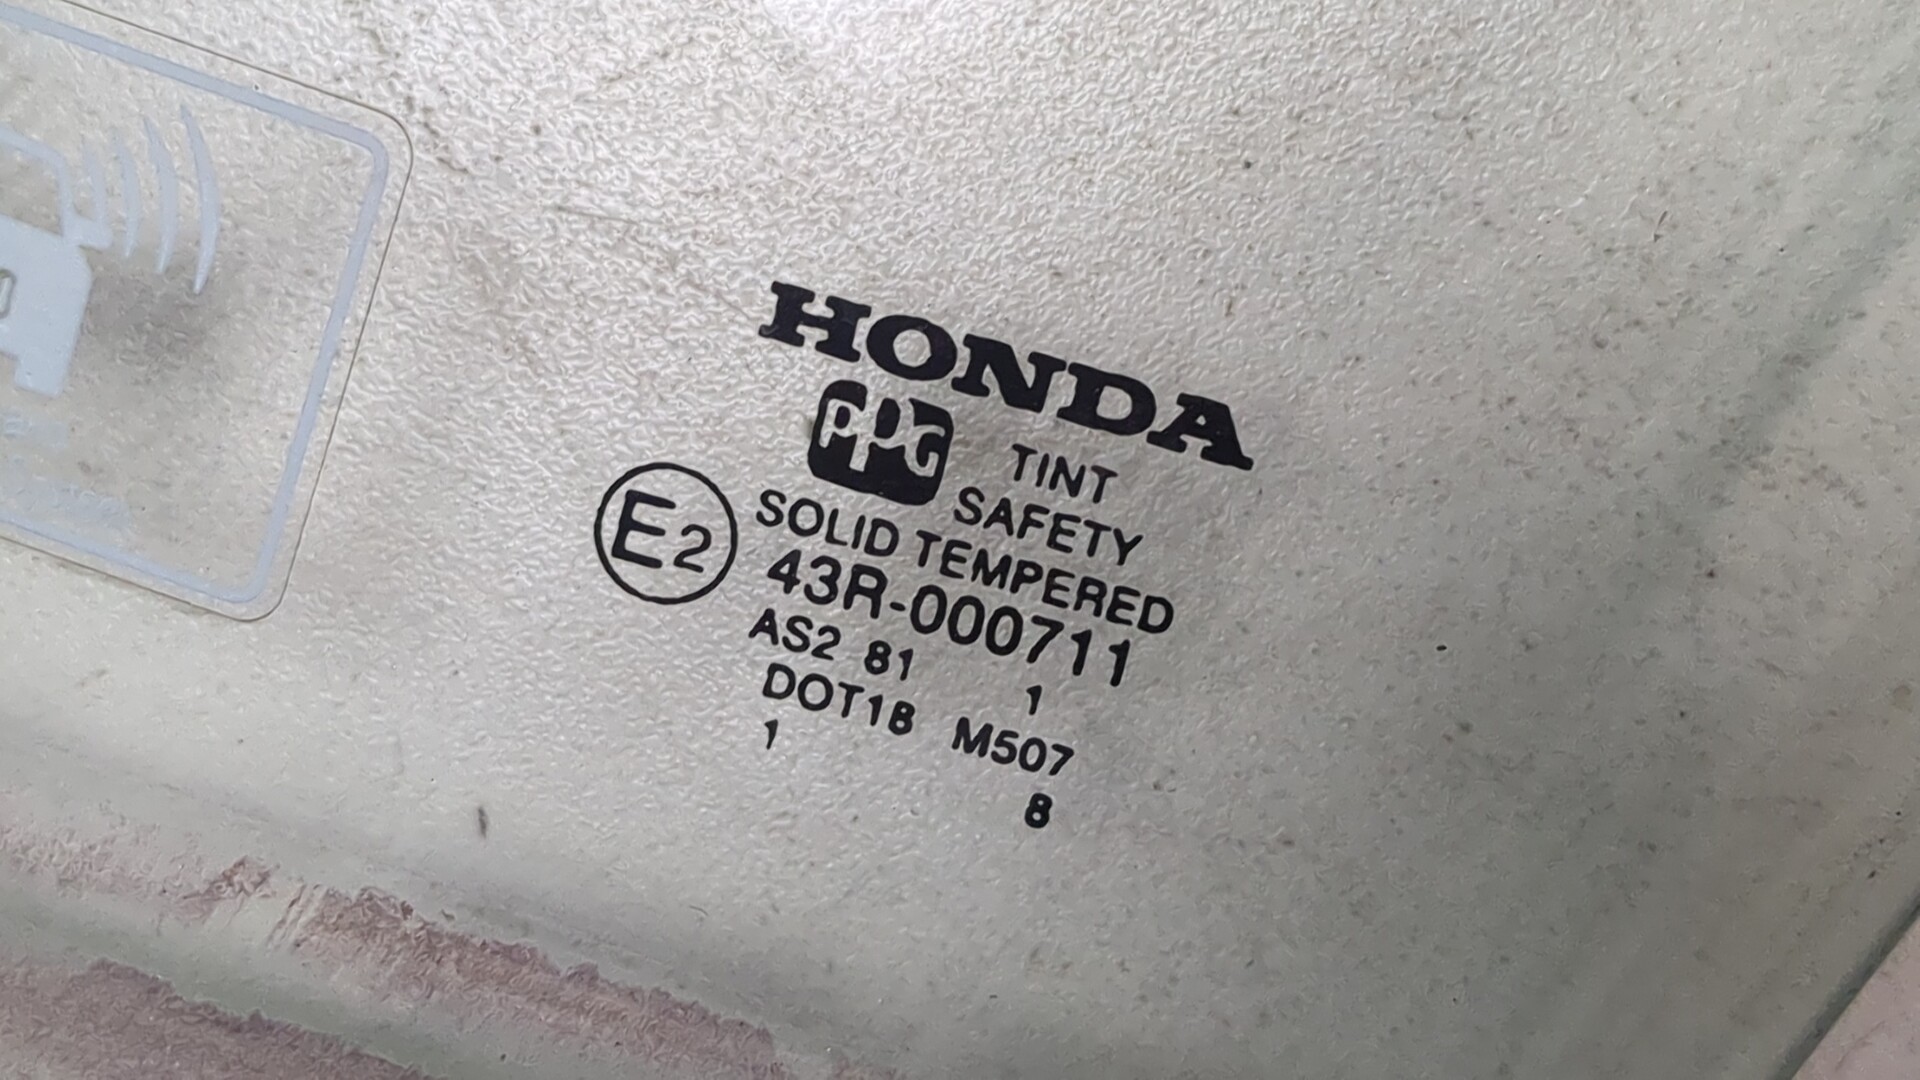 HONDA
PPG TINT
SAFETY
SOLID TEMPERED
E2 43R-000711
AS2 81 1
DOT18 M507
1 8